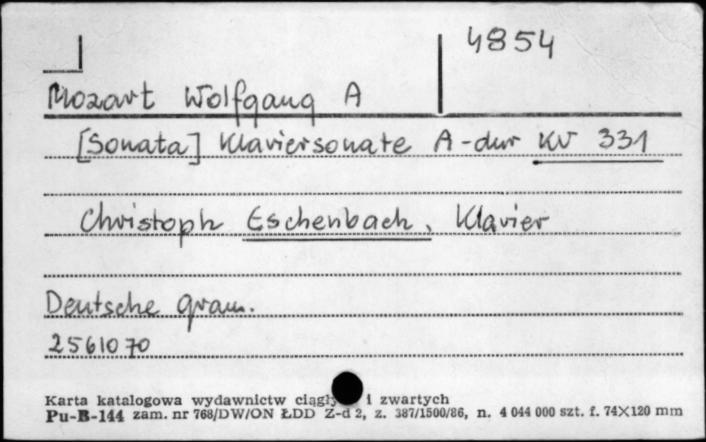 4854
Mozart Wolfgang A
[Sonata] Klaviersonate A-dur KV 331
Christoph Eschenbach, Klavier
Deutsche Gram.
2561070
Karta katalogowa wydawnictw i zwartych
Pu-B-144 zam. nr 768/DW/ON ŁDD Z-d 2, z. 387/1500/86, n. 4 044 000 szt. f. 74X120 mm